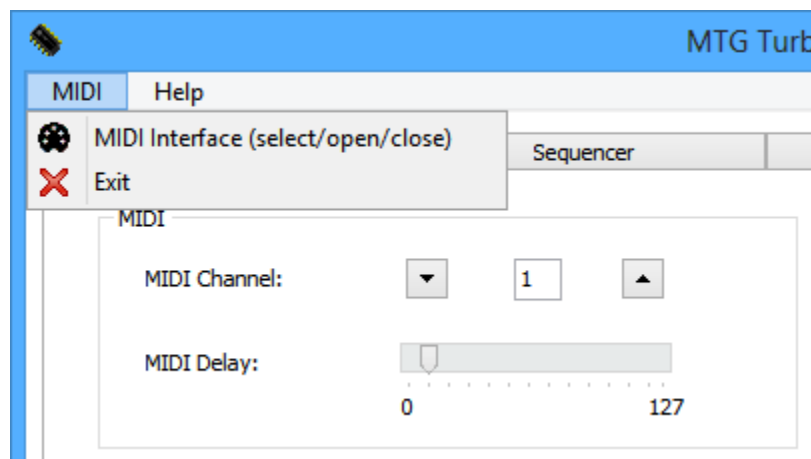 MTG Turb
MIDI Help
MIDI Interface (select/open/close)
Sequencer
Exit
MIDI
MIDI Channel: 1
MIDI Delay:
0 127